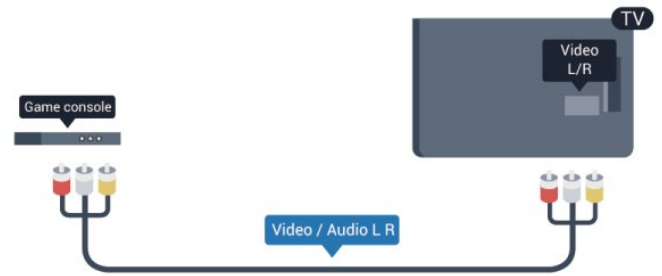 TV
Video
L/R
Game console
Video / Audio L R